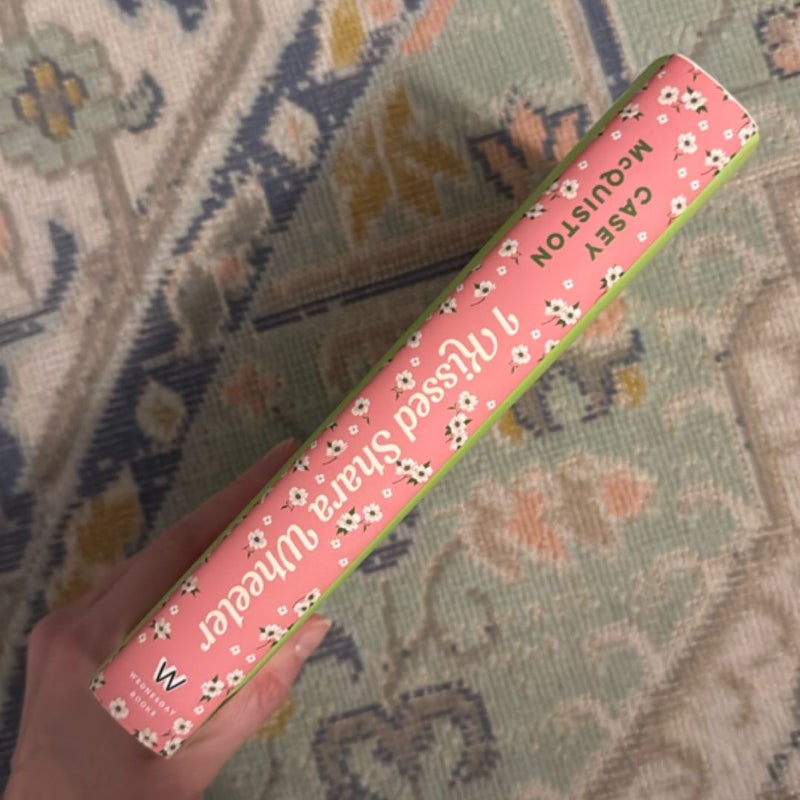 CASEY
McQUISTON
I Kissed Shara Wheeler
W
WEDNESDAY
BOOKS